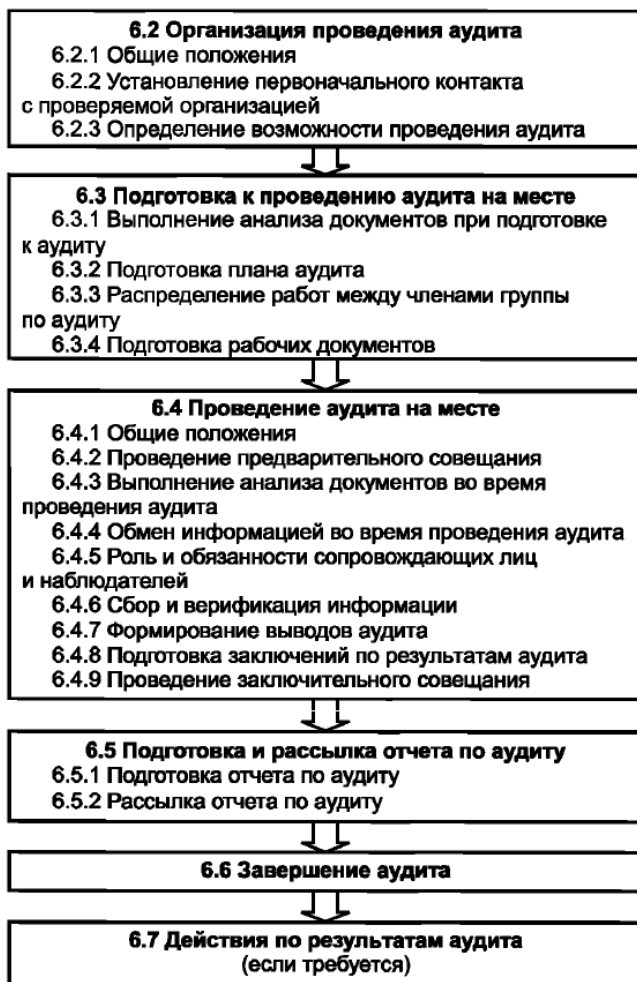 6.2 Организация проведения аудита
6.2.1 Общие положения
6.2.2 Установление первоначального контакта
с проверяемой организацией
6.2.3 Определение возможности проведения аудита
6.3 Подготовка к проведению аудита на месте
6.3.1 Выполнение анализа документов при подготовке
к аудиту
6.3.2 Подготовка плана аудита
6.3.3 Распределение работ между членами группы
по аудиту
6.3.4 Подготовка рабочих документов
6.4 Проведение аудита на месте
6.4.1 Общие положения
6.4.2 Проведение предварительного совещания
6.4.3 Выполнение анализа документов во время
проведения аудита
6.4.4 Обмен информацией во время проведения аудита
6.4.5 Роль и обязанности сопровождающих лиц
и наблюдателей
6.4.6 Сбор и верификация информации
6.4.7 Формирование выводов аудита
6.4.8 Подготовка заключений по результатам аудита
6.4.9 Проведение заключительного совещания
6.5 Подготовка и рассылка отчета по аудиту
6.5.1 Подготовка отчета по аудиту
6.5.2 Рассылка отчета по аудиту
6.6 Завершение аудита
6.7 Действия по результатам аудита
(если требуется)